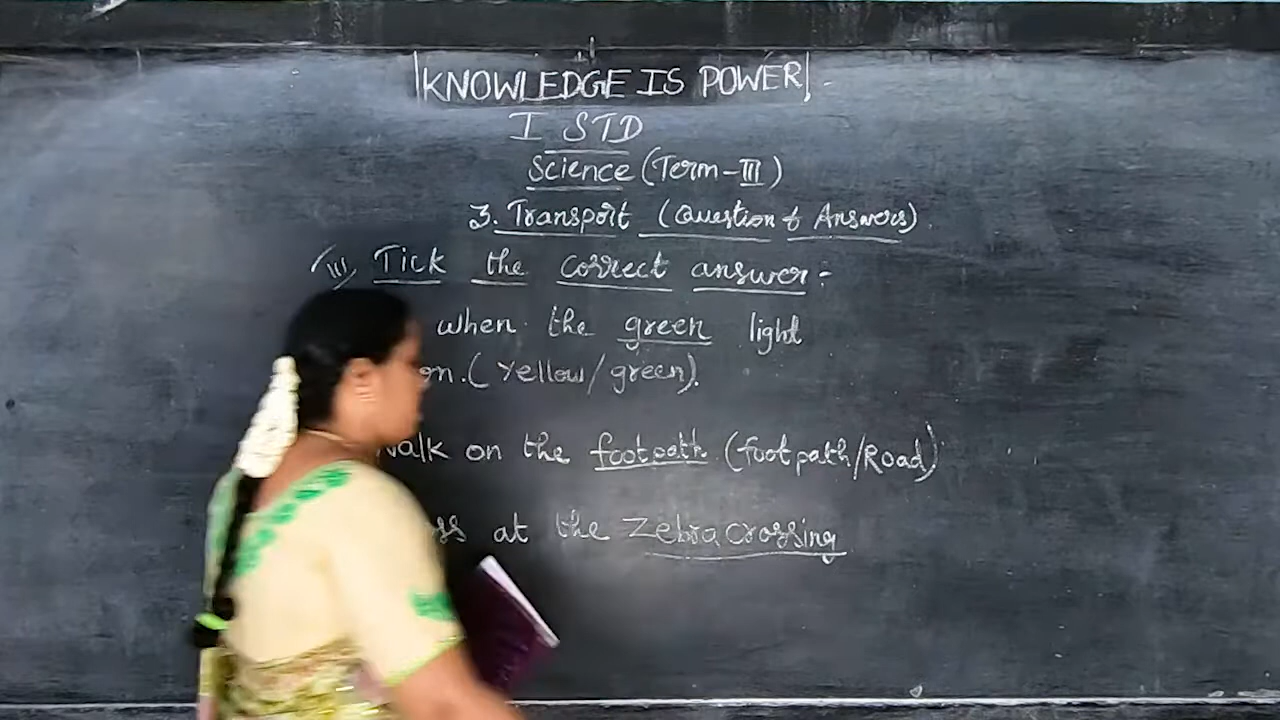 KNOWLEDGE IS POWER
I STD
Science (Term-III)
3. Transport (Question & Answers)
III) Tick the correct answer:-
when the green light
on. (Yellow/green).
Walk on the footpath (footpath/Road)
at the Zebra crossing